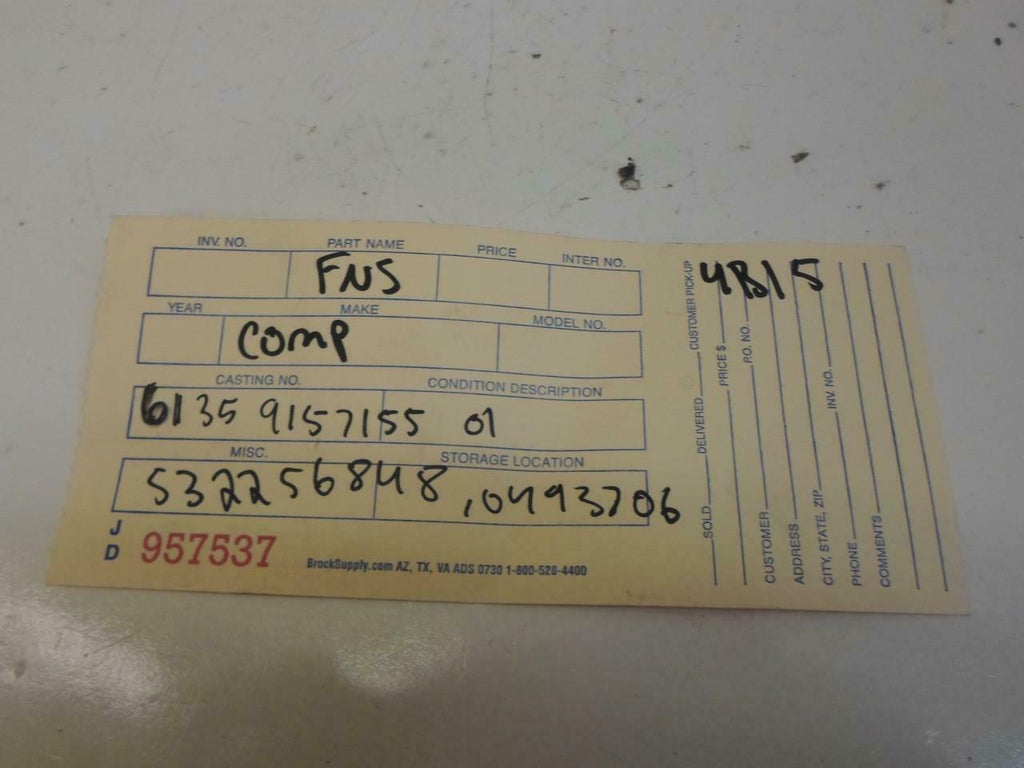 INV. NO. PART NAME PRICE INTER NO.
FNS
YEAR MAKE MODEL NO.
COMP
CASTING NO. CONDITION DESCRIPTION
6135 9157155 01
MISC. STORAGE LOCATION
532256848 ,04493706
J D 957537 BrockSupply.com AZ, TX, VA ADS 0730 1-800-528-4400
4B15
SOLD DELIVERED CUSTOMER PICK-UP
PRICE $ P.O. NO.
CUSTOMER
ADDRESS
CITY, STATE, ZIP INV. NO.
PHONE
COMMENTS